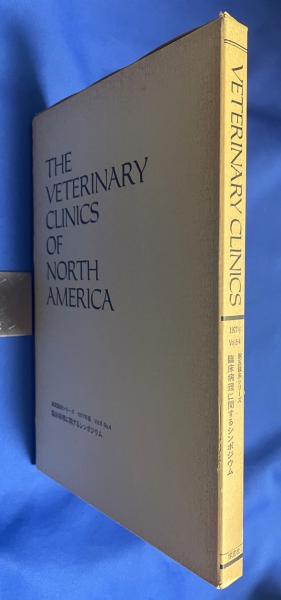 THE
VETERINARY
CLINICS
OF
NORTH
AMERICA
臨床病理に関するシンポジウム
VETERINARY CLINICS
臨床病理に関するシンポジウム